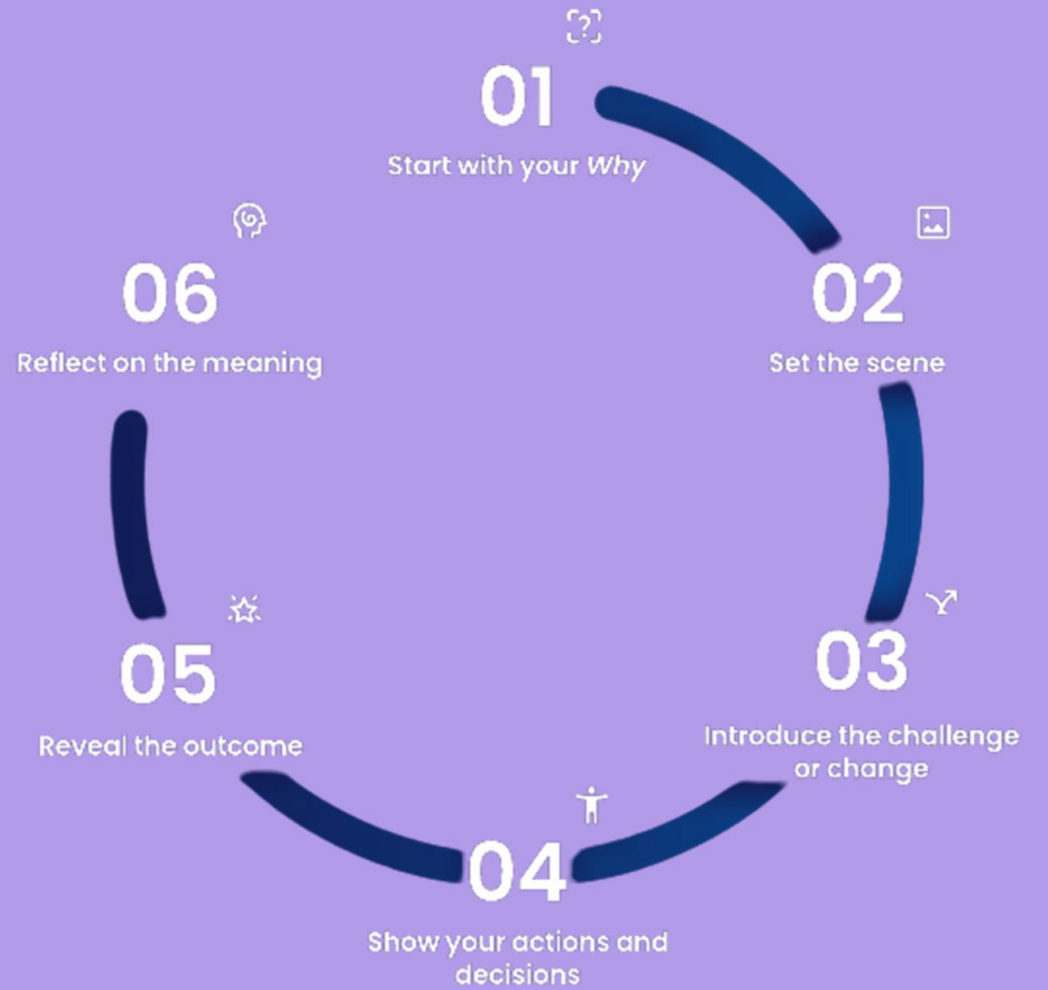 01
Start with your Why
02
Set the scene
03
Introduce the challenge
or change
04
Show your actions and
decisions
05
Reveal the outcome
06
Reflect on the meaning